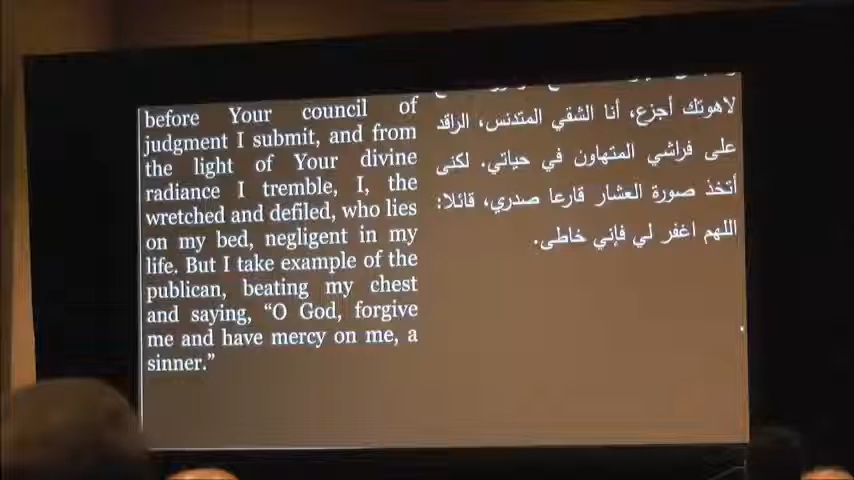 before Your council of
judgment I submit, and from
the light of Your divine
radiance I tremble, I, the
wretched and defiled, who lies
on my bed, negligent in my
life. But I take example of the
publican, beating my chest
and saying, “O God, forgive
me and have mercy on me, a
sinner.”
لاهوتك أجزع، أنا الشقي المتدنس، الراقد
على فراشي المتهاون في حياتي. لكنى
أتخذ صورة العشار قارعا صدري، قائلا:
اللهم اغفر لي فإني خاطى.